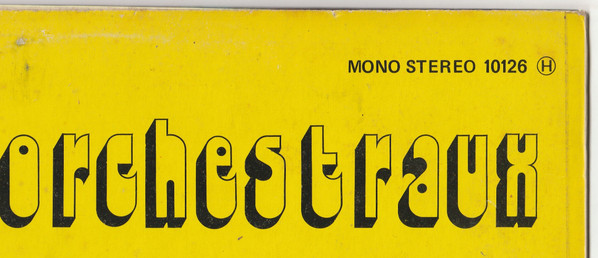 MONO STEREO 10126 Ⓗ
orchestraux